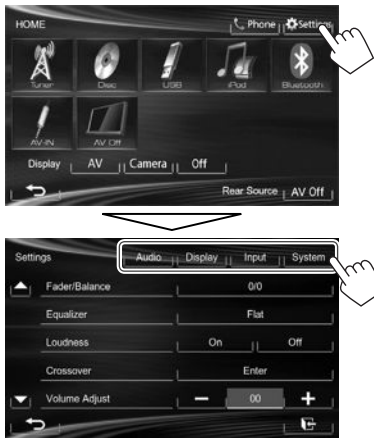 HOME Phone Settings
Tuner Disc USB iPod Bluetooth
AV-IN AV Off
Display AV Camera Off
Rear Source AV Off
Settings Audio Display Input System
Fader/Balance 0/0
Equalizer Flat
Loudness On Off
Crossover Enter
Volume Adjust 00